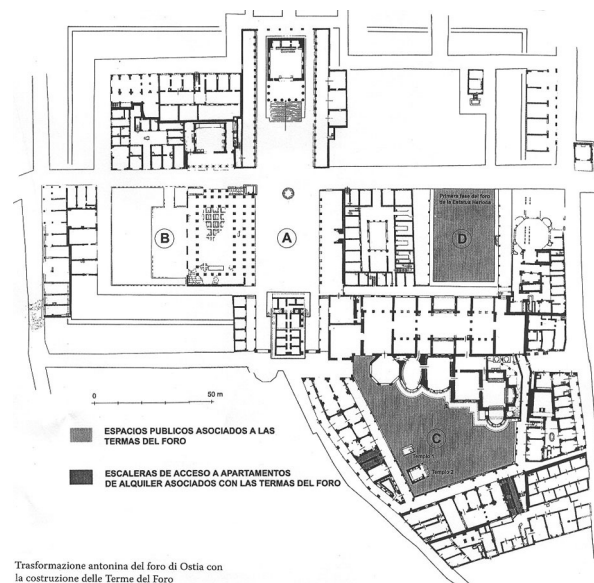 Primera fase del foro
de la Estatua Heroica
B
A
D
0
50 m
ESPACIOS PUBLICOS ASOCIADOS A LAS
TERMAS DEL FORO
C
Templo 1
Templo 2
ESCALERAS DE ACCESO A APARTAMENTOS
DE ALQUILER ASOCIADOS CON LAS TERMAS DEL FORO
Trasformazione antonina del foro di Ostia con
la costruzione delle Terme del Foro